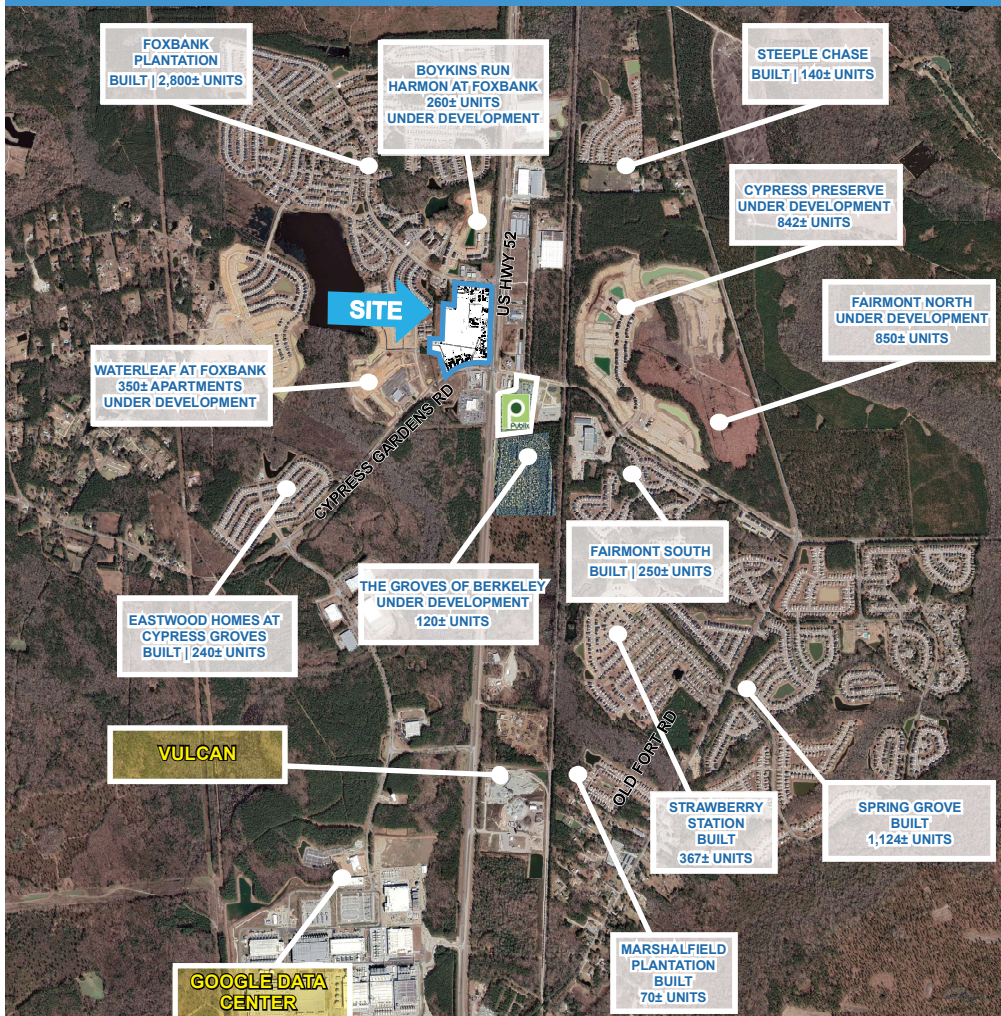 FOXBANK
PLANTATION
BUILT | 2,800± UNITS
BOYKINS RUN
HARMON AT FOXBANK
260± UNITS
UNDER DEVELOPMENT
STEEPLE CHASE
BUILT | 140± UNITS
CYPRESS PRESERVE
UNDER DEVELOPMENT
842± UNITS
US HWY 52
SITE
FAIRMONT NORTH
UNDER DEVELOPMENT
850± UNITS
WATERLEAF AT FOXBANK
350± APARTMENTS
UNDER DEVELOPMENT
Publix
CYPRESS GARDENS RD
FAIRMONT SOUTH
BUILT | 250± UNITS
THE GROVES OF BERKELEY
UNDER DEVELOPMENT
120± UNITS
EASTWOOD HOMES AT
CYPRESS GROVES
BUILT | 240± UNITS
VULCAN
OLD FORT RD
STRAWBERRY
STATION
BUILT
367± UNITS
SPRING GROVE
BUILT
1,124± UNITS
MARSHALFIELD
PLANTATION
BUILT
70± UNITS
GOOGLE DATA
CENTER